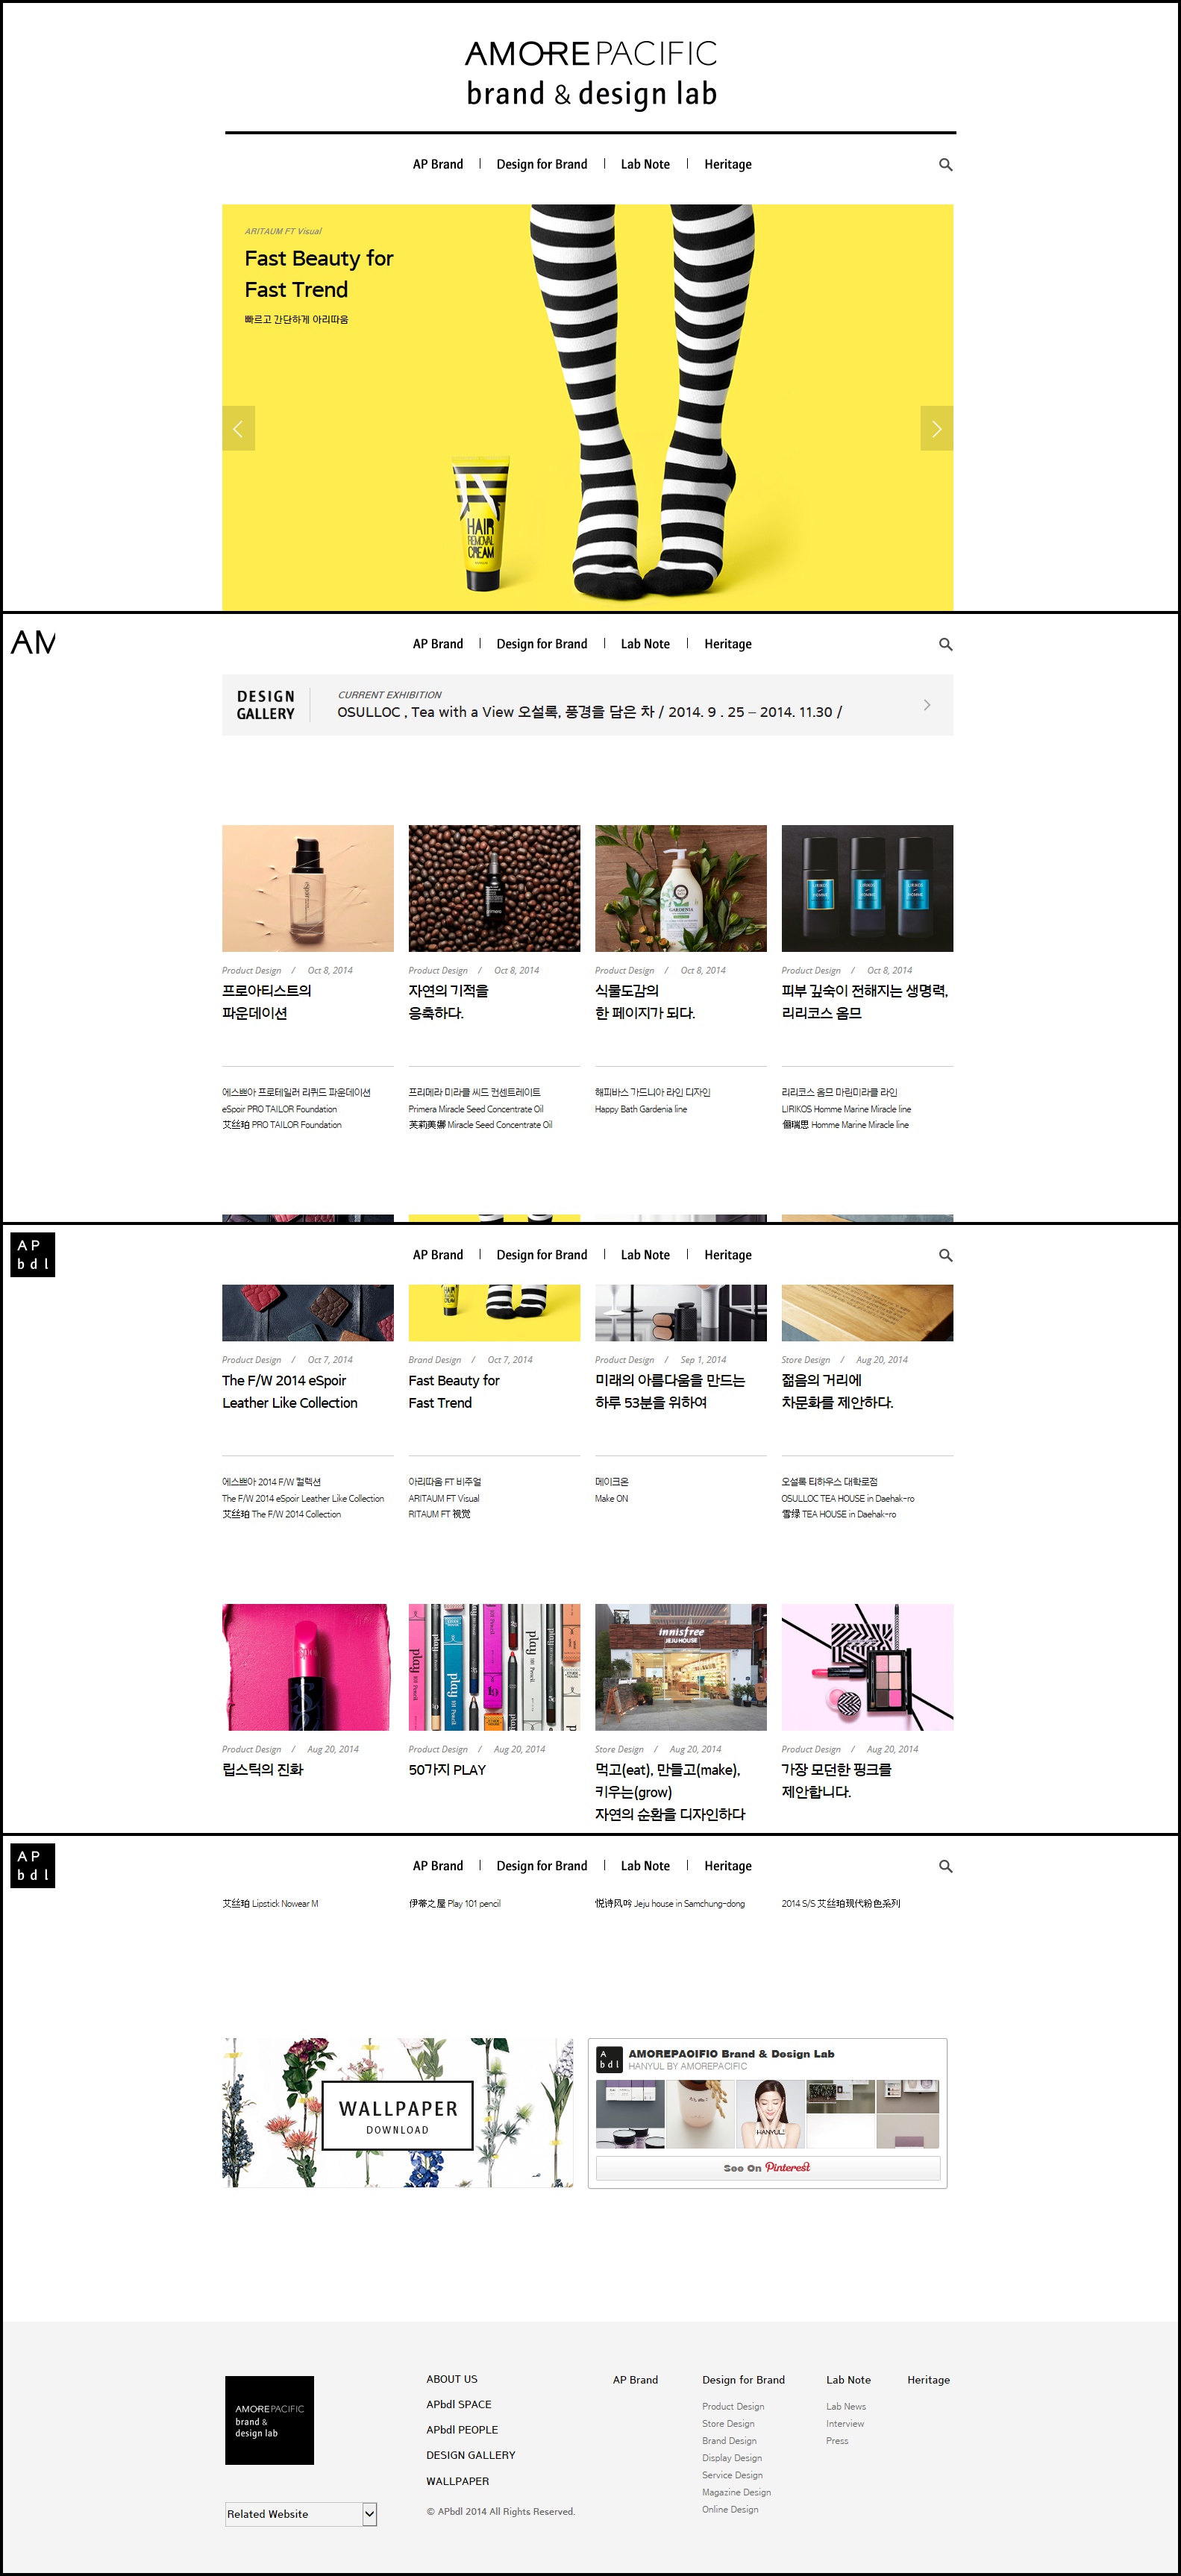 AMOREPACIFIC
brand & design lab
AP Brand | Design for Brand | Lab Note | Heritage
ARITAUM FT Visual
Fast Beauty for
Fast Trend
빠르고 간단하게 아리따움
HAIR
REMOVAL
CREAM
AM
AP Brand | Design for Brand | Lab Note | Heritage
DESIGN
GALLERY
CURRENT EXHIBITION
OSULLOC , Tea with a View 오설록, 풍경을 담은 차 / 2014. 9 . 25 – 2014. 11.30 /
Product Design / Oct 8, 2014
프로아티스트의
파운데이션
에스쁘아 프로테일러 리퀴드 파운데이션
eSpoir PRO TAILOR Foundation
艾丝珀 PRO TAILOR Foundation
Product Design / Oct 8, 2014
자연의 기적을
응축하다.
프리메라 미라클 씨드 컨센트레이트
Primera Miracle Seed Concentrate Oil
芙莉美娜 Miracle Seed Concentrate Oil
GARDENIA
Product Design / Oct 8, 2014
식물도감의
한 페이지가 되다.
해피바스 가드니아 라인 디자인
Happy Bath Gardenia line
LIRIKOS
HOMME
LIRIKOS
HOMME
LIRIKOS
HOMME
Product Design / Oct 8, 2014
피부 깊숙이 전해지는 생명력,
리리코스 옴므
리리코스 옴므 마린미라클 라인
LIRIKOS Homme Marine Miracle line
儷瑞思 Homme Marine Miracle line
AP
bdl
AP Brand | Design for Brand | Lab Note | Heritage
Product Design / Oct 7, 2014
The F/W 2014 eSpoir
Leather Like Collection
에스쁘아 2014 F/W 컬렉션
The F/W 2014 eSpoir Leather Like Collection
艾丝珀 The F/W 2014 Collection
Brand Design / Oct 7, 2014
Fast Beauty for
Fast Trend
아리따움 FT 비주얼
ARITAUM FT Visual
RITAUM FT 视觉
Product Design / Sep 1, 2014
미래의 아름다움을 만드는
하루 53분을 위하여
메이크온
Make ON
Store Design / Aug 20, 2014
젊음의 거리에
차문화를 제안하다.
오설록 티하우스 대학로점
OSULLOC TEA HOUSE in Daehak-ro
雪绿 TEA HOUSE in Daehak-ro
Product Design / Aug 20, 2014
립스틱의 진화
play 101 Pencil
play 101 Pencil
play 101 Pencil
Product Design / Aug 20, 2014
50가지 PLAY
innisfree
JEJU HOUSE
Store Design / Aug 20, 2014
먹고(eat), 만들고(make),
키우는(grow)
자연의 순환을 디자인하다
Product Design / Aug 20, 2014
가장 모던한 핑크를
제안합니다.
AP
bdl
AP Brand | Design for Brand | Lab Note | Heritage
艾丝珀 Lipstick Nowear M
伊蒂之屋 Play 101 pencil
悦诗风吟 Jeju house in Samchung-dong
2014 S/S 艾丝珀现代粉色系列
WALLPAPER
DOWNLOAD
A
bdl
AMOREPACIFIC Brand & Design Lab
HANYUL BY AMOREPACIFIC
HANYUL
See On Pinterest
AMOREPACIFIC
brand &
design lab
Related Website
ABOUT US
APbdl SPACE
APbdl PEOPLE
DESIGN GALLERY
WALLPAPER
© APbdl 2014 All Rights Reserved.
AP Brand
Design for Brand
Product Design
Store Design
Brand Design
Display Design
Service Design
Magazine Design
Online Design
Lab Note
Lab News
Interview
Press
Heritage